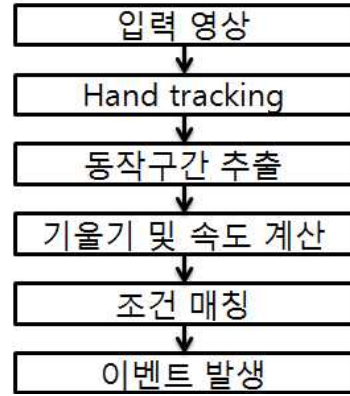 입력 영상
Hand tracking
동작구간 추출
기울기 및 속도 계산
조건 매칭
이벤트 발생